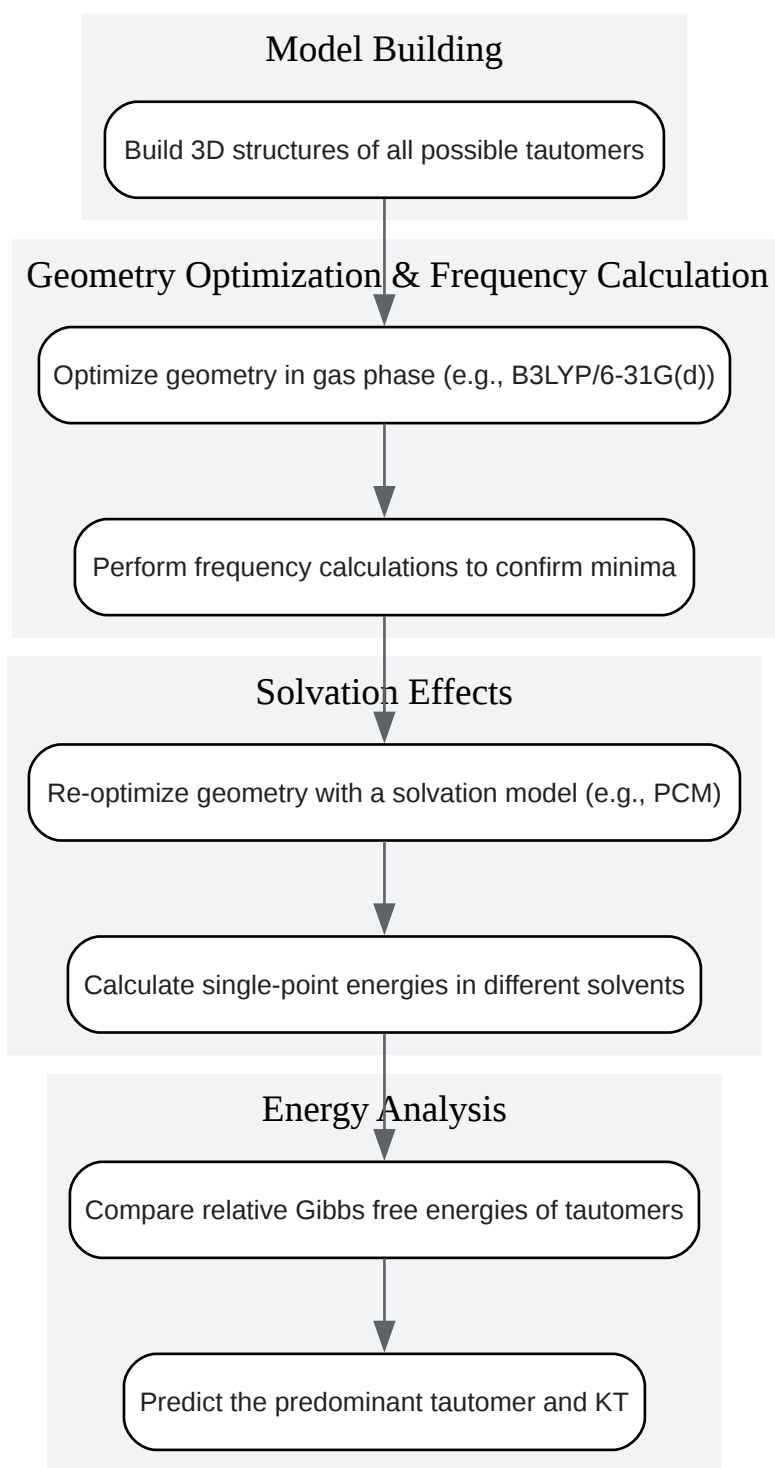 Model Building
Build 3D structures of all possible tautomers
Geometry Optimization & Frequency Calculation
Optimize geometry in gas phase (e.g., B3LYP/6-31G(d))
Perform frequency calculations to confirm minima
Solvation Effects
Re-optimize geometry with a solvation model (e.g., PCM)
Calculate single-point energies in different solvents
Energy Analysis
Compare relative Gibbs free energies of tautomers
Predict the predominant tautomer and KT